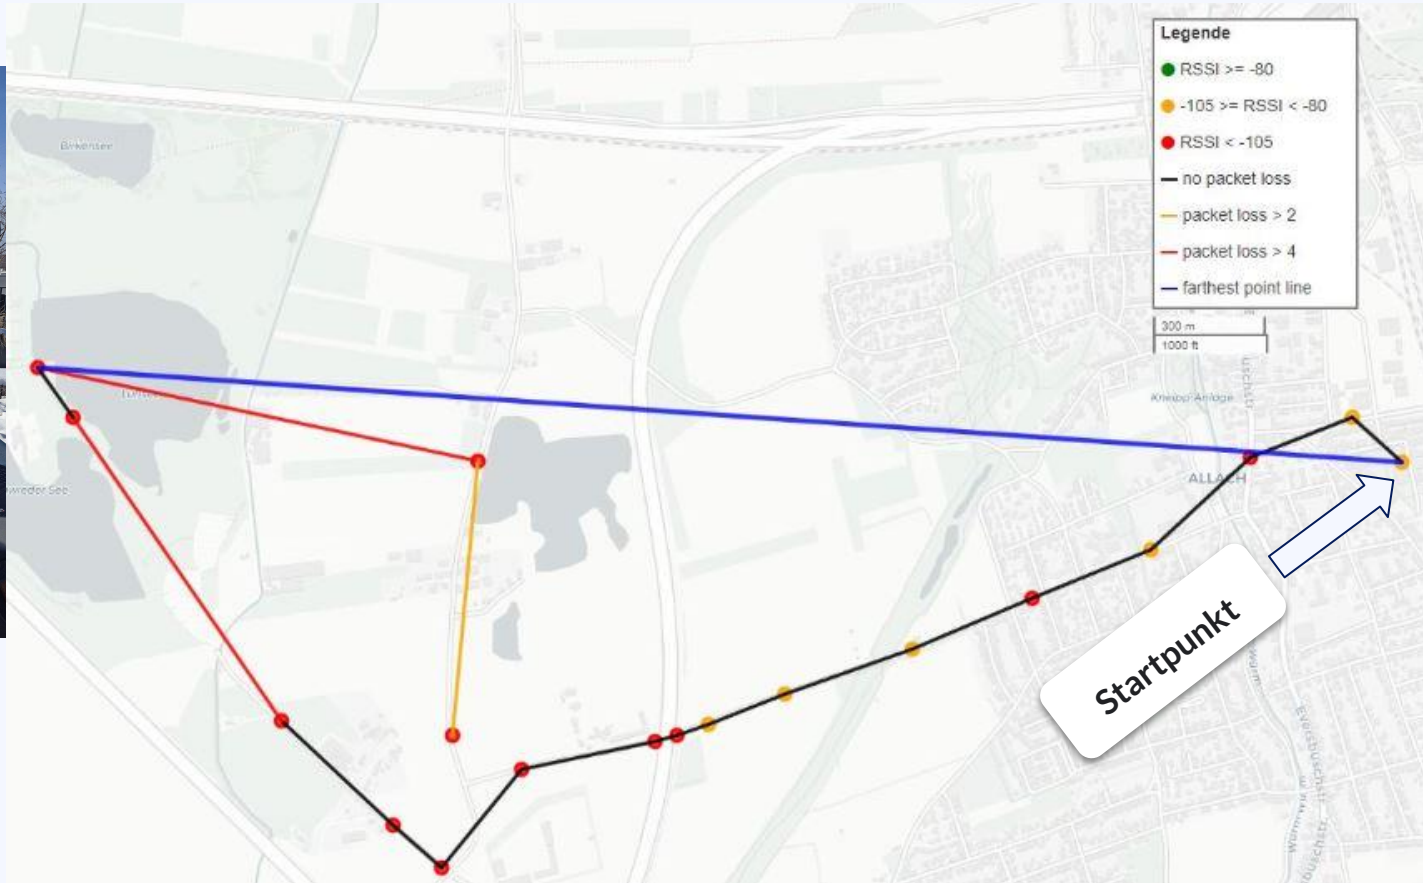 Legende
RSSI >= -80
-105 >= RSSI < -80
RSSI < -105
no packet loss
packet loss > 2
packet loss > 4
farthest point line
300 m
1000 ft
Birkensee
Kneipp-Anlage
ALLACH
Startpunkt